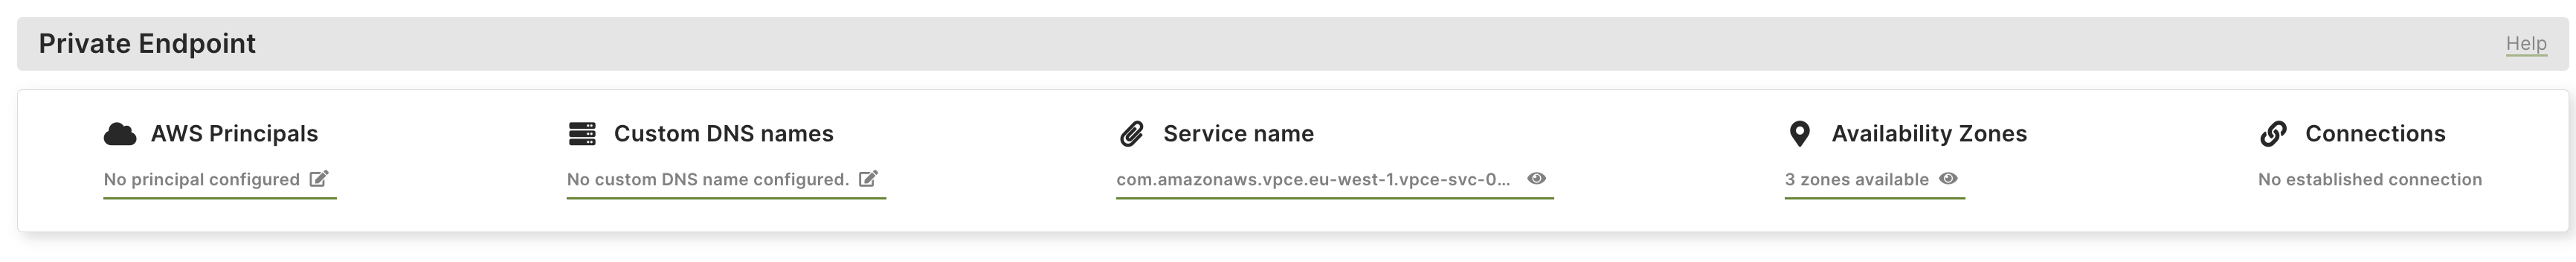 Private Endpoint
Help
AWS Principals
No principal configured
Custom DNS names
No custom DNS name configured.
Service name
com.amazonaws.vpce.eu-west-1.vpce-svc-0...
Availability Zones
3 zones available
Connections
No established connection